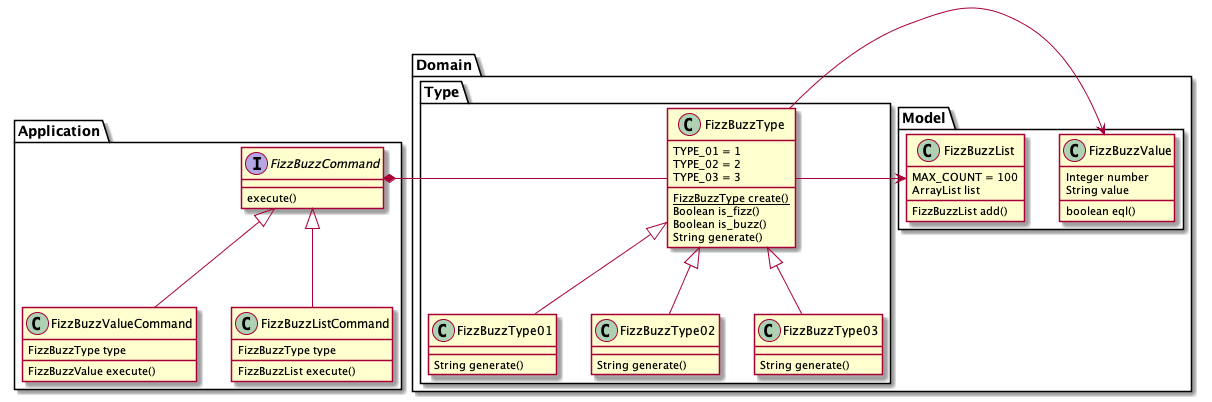 Domain
Type
C FizzBuzzType
TYPE_01 = 1
TYPE_02 = 2
TYPE_03 = 3
FizzBuzzType create()
Boolean is_fizz()
Boolean is_buzz()
String generate()
Model
C FizzBuzzList
MAX_COUNT = 100
ArrayList list
FizzBuzzList add()
C FizzBuzzValue
Integer number
String value
boolean eql()
Application
I FizzBuzzCommand
execute()
C FizzBuzzValueCommand
FizzBuzzType type
FizzBuzzValue execute()
C FizzBuzzListCommand
FizzBuzzType type
FizzBuzzList execute()
C FizzBuzzType01
String generate()
C FizzBuzzType02
String generate()
C FizzBuzzType03
String generate()